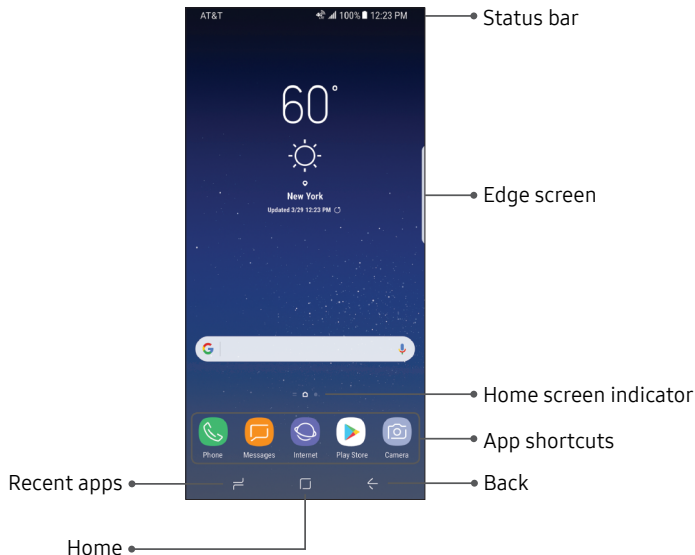 AT&T 100% 12:23 PM
Status bar
60°
New York
Updated 3/29 12:23 PM
Edge screen
G
Home screen indicator
Phone Messages Internet Play Store Camera
App shortcuts
Recent apps
Back
Home